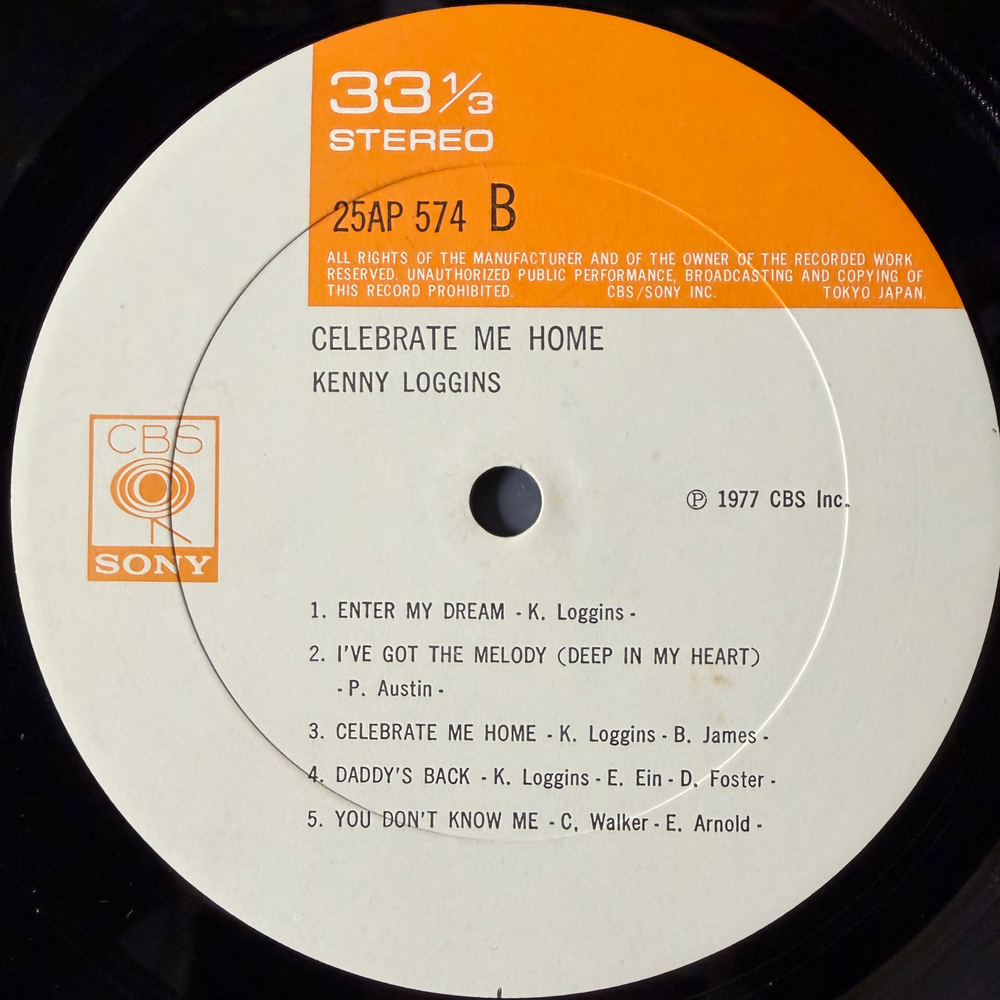 33 1/3
STEREO
25AP 574 B
ALL RIGHTS OF THE MANUFACTURER AND OF THE OWNER OF THE RECORDED WORK
RESERVED. UNAUTHORIZED PUBLIC PERFORMANCE, BROADCASTING AND COPYING OF
THIS RECORD PROHIBITED. CBS/SONY INC. TOKYO JAPAN.
CELEBRATE ME HOME
KENNY LOGGINS
CBS
SONY
℗ 1977 CBS Inc.
1. ENTER MY DREAM - K. Loggins -
2. I'VE GOT THE MELODY (DEEP IN MY HEART)
- P. Austin -
3. CELEBRATE ME HOME - K. Loggins - B. James -
4. DADDY'S BACK - K. Loggins - E. Ein - D. Foster -
5. YOU DON'T KNOW ME - C. Walker - E. Arnold -